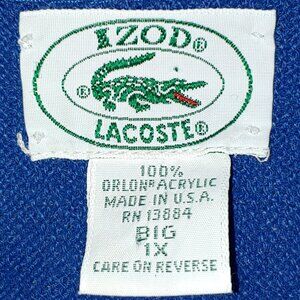 IZOD®
®
LACOSTE®
100%
ORLON® ACRYLIC
MADE IN U.S.A.
RN 13884
BIG
1X
CARE ON REVERSE